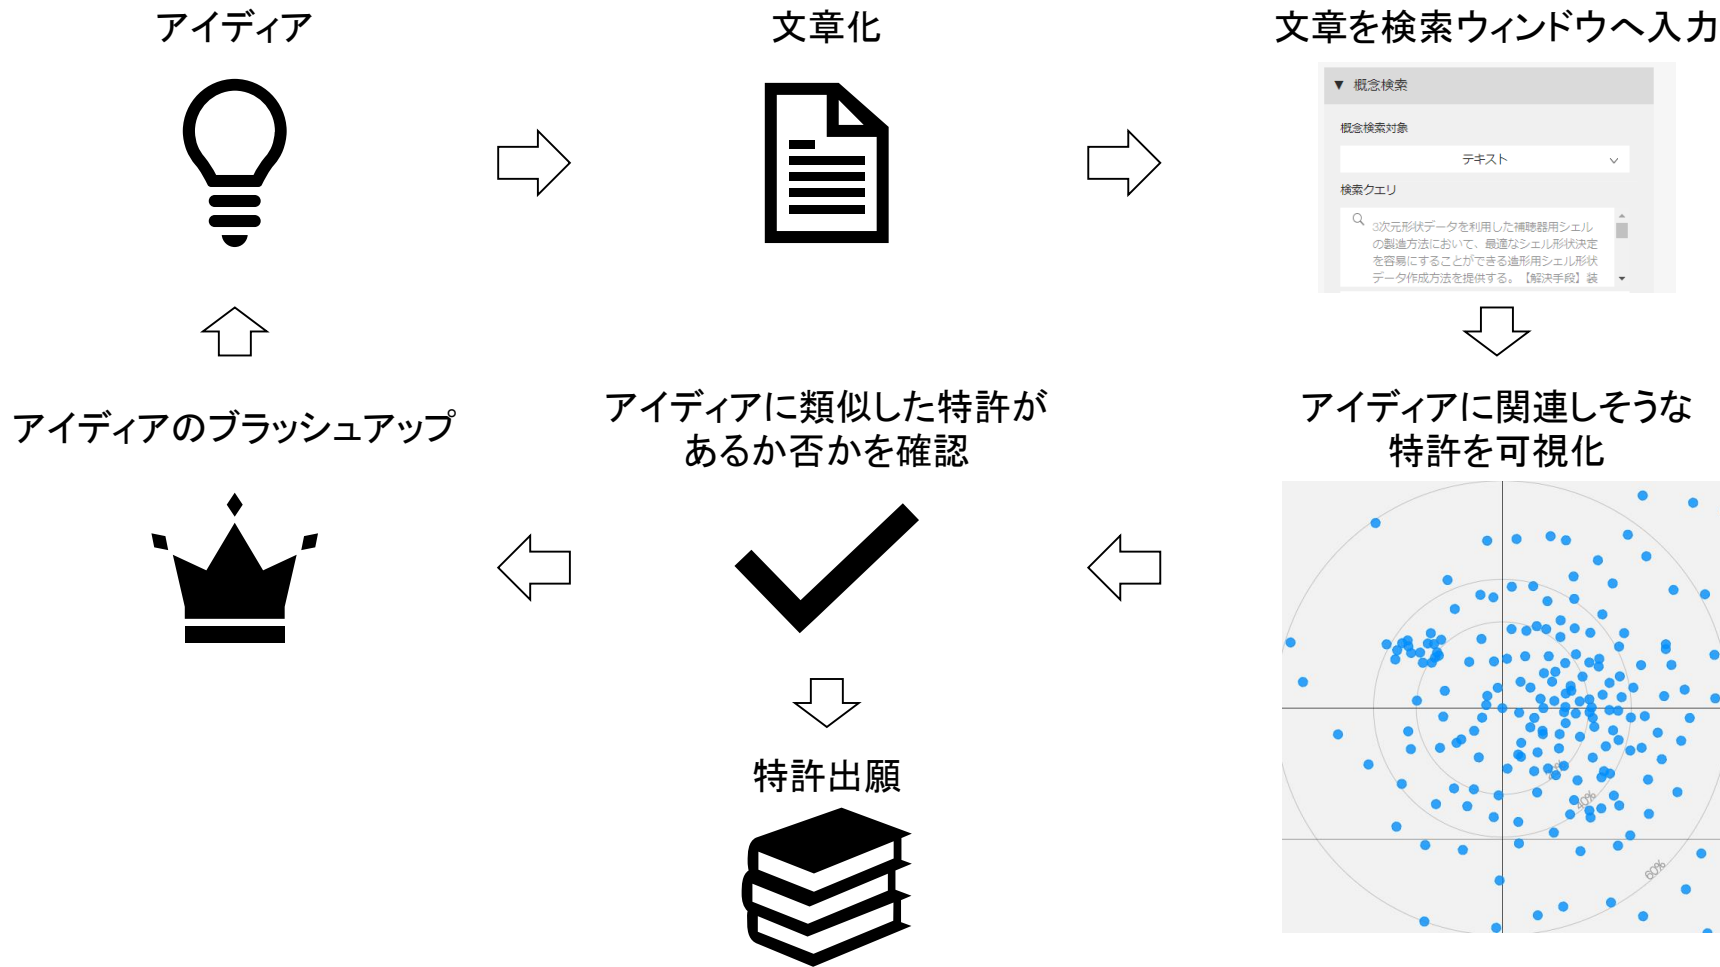 アイディア
文章化
文章を検索ウィンドウへ入力
▼ 概念検索
概念検索対象
テキスト
検索クエリ
3次元形状データを利用した補聴器用シェル
の製造方法において、最適なシェル形状決定
を容易にすることができる造形用シェル形状
データ作成方法を提供する。【解決手段】装
アイディアのブラッシュアップ
アイディアに類似した特許が
あるか否かを確認
アイディアに関連しそうな
特許を可視化
40%
60%
特許出願